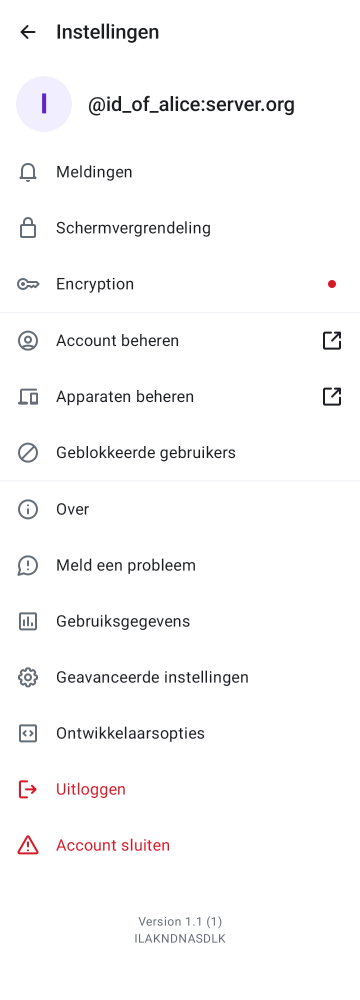 Instellingen
I
@id_of_alice:server.org
Meldingen
Schermvergrendeling
Encryption
Account beheren
Apparaten beheren
Geblokkeerde gebruikers
Over
Meld een probleem
Gebruiksgegevens
Geavanceerde instellingen
Ontwikkelaarsopties
Uitloggen
Account sluiten
Version 1.1 (1)
ILAKNDNASDLK